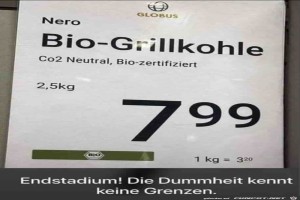 GLOBUS
Nero
Bio-Grillkohle
Co2 Neutral, Bio-zertifiziert
2,5kg
7 99
BIO
1 kg = 3 20
Endstadium! Die Dummheit kennt
keine Grenzen.